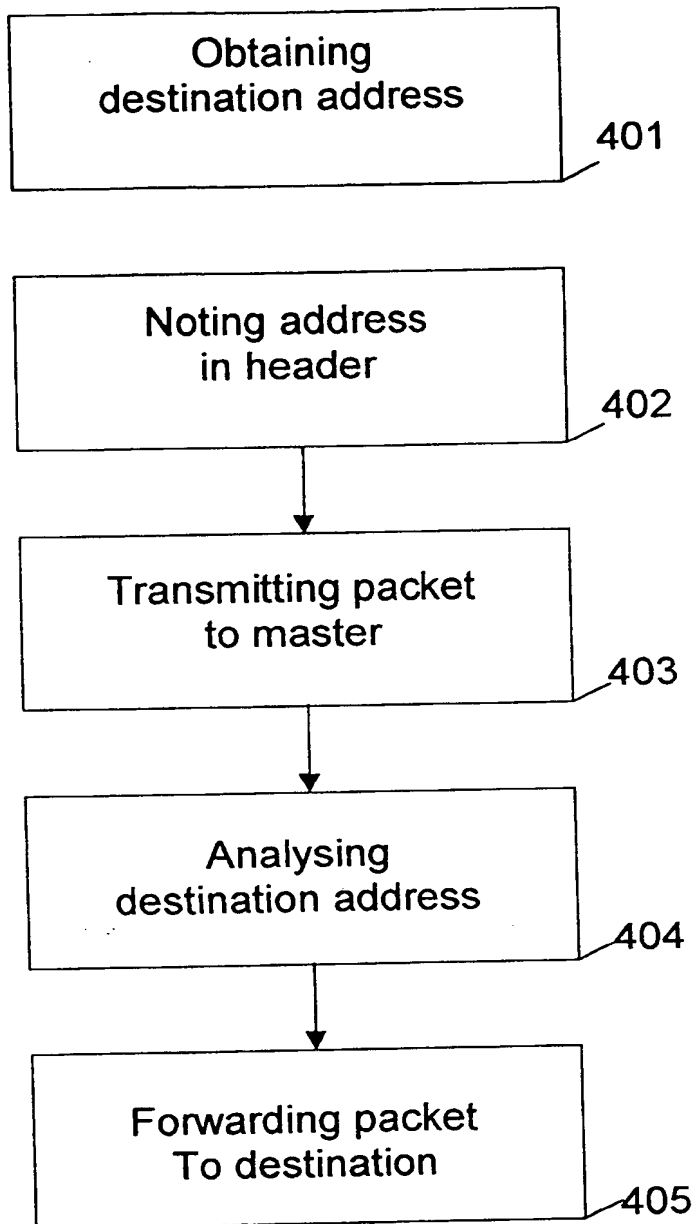 Obtaining
destination address
401
Noting address
in header
402
Transmitting packet
to master
403
Analysing
destination address
404
Forwarding packet
To destination
405